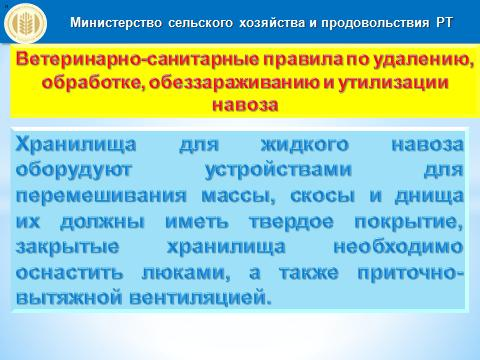 Министерство сельского хозяйства и продовольствия РТ
Ветеринарно-санитарные правила по удалению,
обработке, обеззараживанию и утилизации
навоза
Хранилища для жидкого навоза
оборудуют устройствами для
перемешивания массы, скосы и днища
их должны иметь твердое покрытие,
закрытые хранилища необходимо
оснастить люками, а также приточно-
вытяжной вентиляцией.